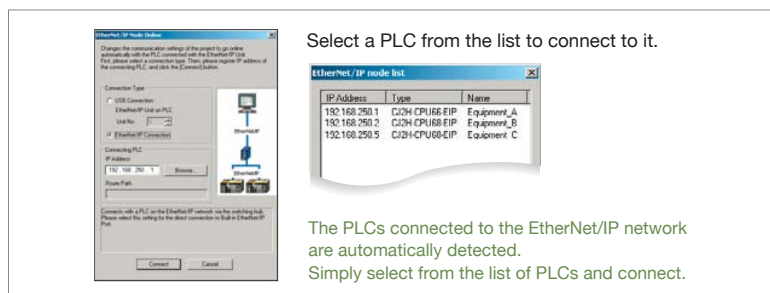 EtherNet/IP Node Online
Changes the communication settings of the project to go online
automatically with the PLC connected with the EtherNet/IP Unit.
First, please select a connection type. Then, please register IP address of
the connecting PLC, and click the [Connect] button.
Connection Type
USB Connection
EtherNet/IP Unit on PLC
Unit No.
EtherNet/IP Connection
Connecting PLC
IP Address
192 . 168 . 250 . 1
Browse...
Route Path
EtherNet/IP
EtherNet/IP
Connects with a PLC on the EtherNet/IP network via the switching hub.
Please select this setting for the direct connection to Built-in EtherNet/IP
Port.
Connect
Cancel
Select a PLC from the list to connect to it.
EtherNet/IP node list
IP Address Type Name
192.168.250.1 CJ2H-CPU66-EIP Equipment_A
192.168.250.2 CJ2H-CPU68-EIP Equipment_B
192.168.250.5 CJ2H-CPU68-EIP Equipment_C
The PLCs connected to the EtherNet/IP network
are automatically detected.
Simply select from the list of PLCs and connect.